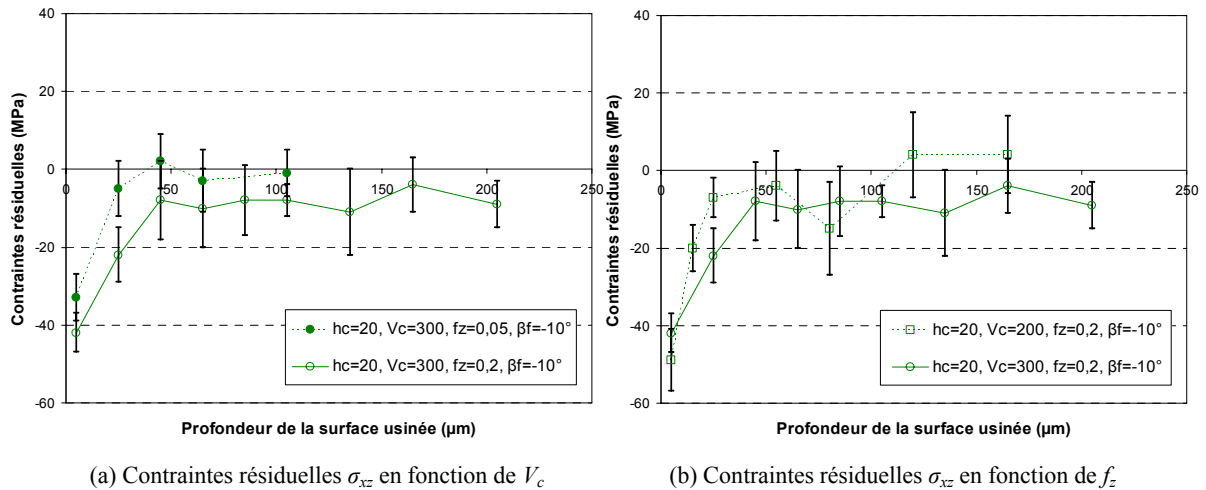 40
20
0
-20
-40
-60
0
50
100
150
200
250
Contraintes résiduelles (MPa)
Profondeur de la surface usinée (µm)
hc=20, Vc=300, fz=0,05, βf=-10°
hc=20, Vc=300, fz=0,2, βf=-10°
(a) Contraintes résiduelles σxz en fonction de Vc
40
20
0
-20
-40
-60
0
50
100
150
200
250
Contraintes résiduelles (MPa)
Profondeur de la surface usinée (µm)
hc=20, Vc=200, fz=0,2, βf=-10°
hc=20, Vc=300, fz=0,2, βf=-10°
(b) Contraintes résiduelles σxz en fonction de fz